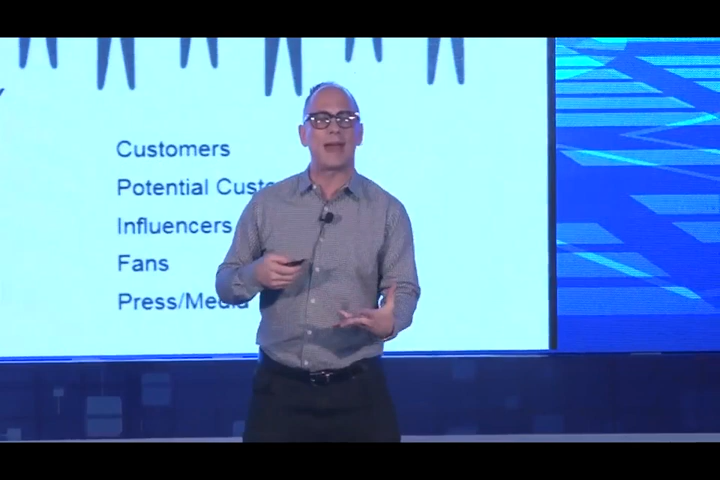 Customers
Potential
Influencers
Fans
Press/Media